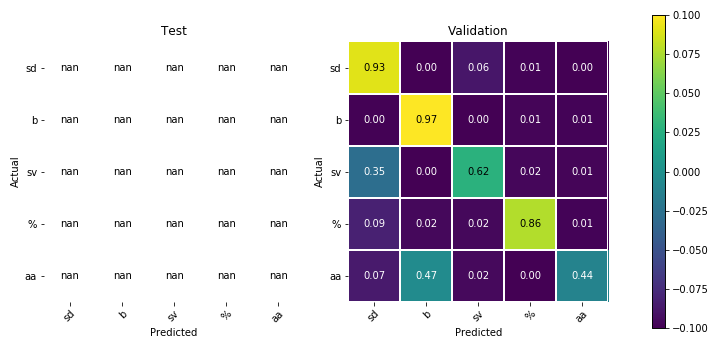 Test
Validation
sd nan nan nan nan nan
b nan nan nan nan nan
sv nan nan nan nan nan
% nan nan nan nan nan
aa nan nan nan nan nan
sd b sv % aa
Actual
Predicted
sd 0.93 0.00 0.06 0.01 0.00
b 0.00 0.97 0.00 0.01 0.01
sv 0.35 0.00 0.62 0.02 0.01
% 0.09 0.02 0.02 0.86 0.01
aa 0.07 0.47 0.02 0.00 0.44
sd b sv % aa
Actual
Predicted
0.100
0.075
0.050
0.025
0.000
−0.025
−0.050
−0.075
−0.100